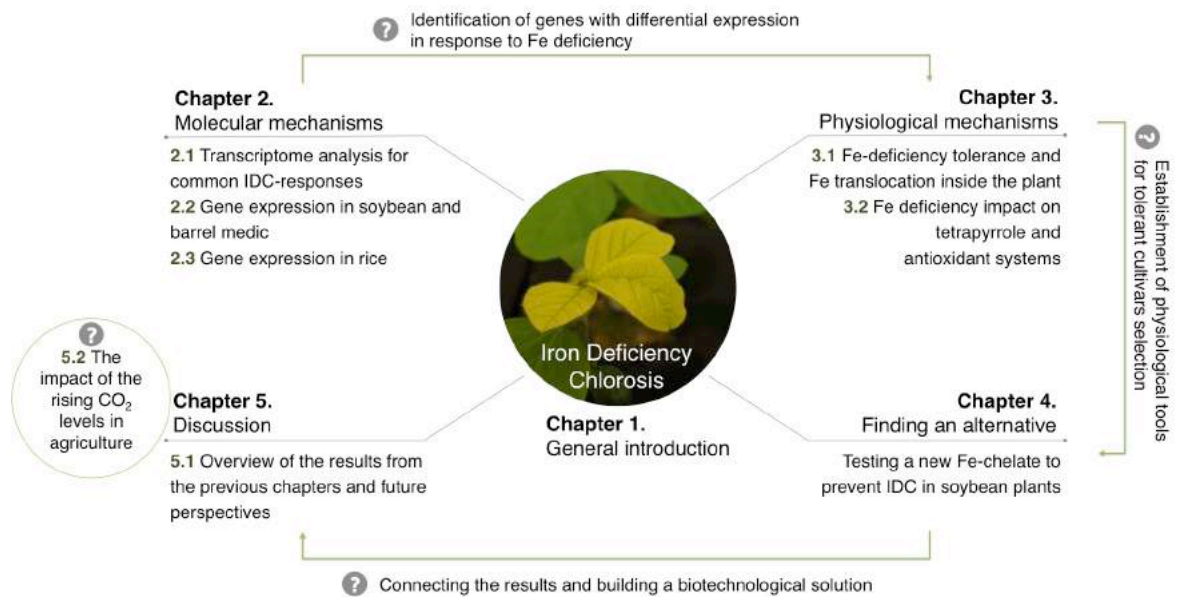 ? Identification of genes with differential expression
in response to Fe deficiency
Chapter 2.
Molecular mechanisms
2.1 Transcriptome analysis for
common IDC-responses
2.2 Gene expression in soybean and
barrel medic
2.3 Gene expression in rice
Chapter 3.
Physiological mechanisms
3.1 Fe-deficiency tolerance and
Fe translocation inside the plant
3.2 Fe deficiency impact on
tetrapyrrole and
antioxidant systems
? Establishment of physiological tools
for tolerant cultivars selection
Iron Deficiency
Chlorosis
Chapter 1.
General introduction
Chapter 4.
Finding an alternative
Testing a new Fe-chelate to
prevent IDC in soybean plants
Chapter 5.
Discussion
5.1 Overview of the results from
the previous chapters and future
perspectives
?
5.2 The
impact of the
rising CO₂
levels in
agriculture
? Connecting the results and building a biotechnological solution